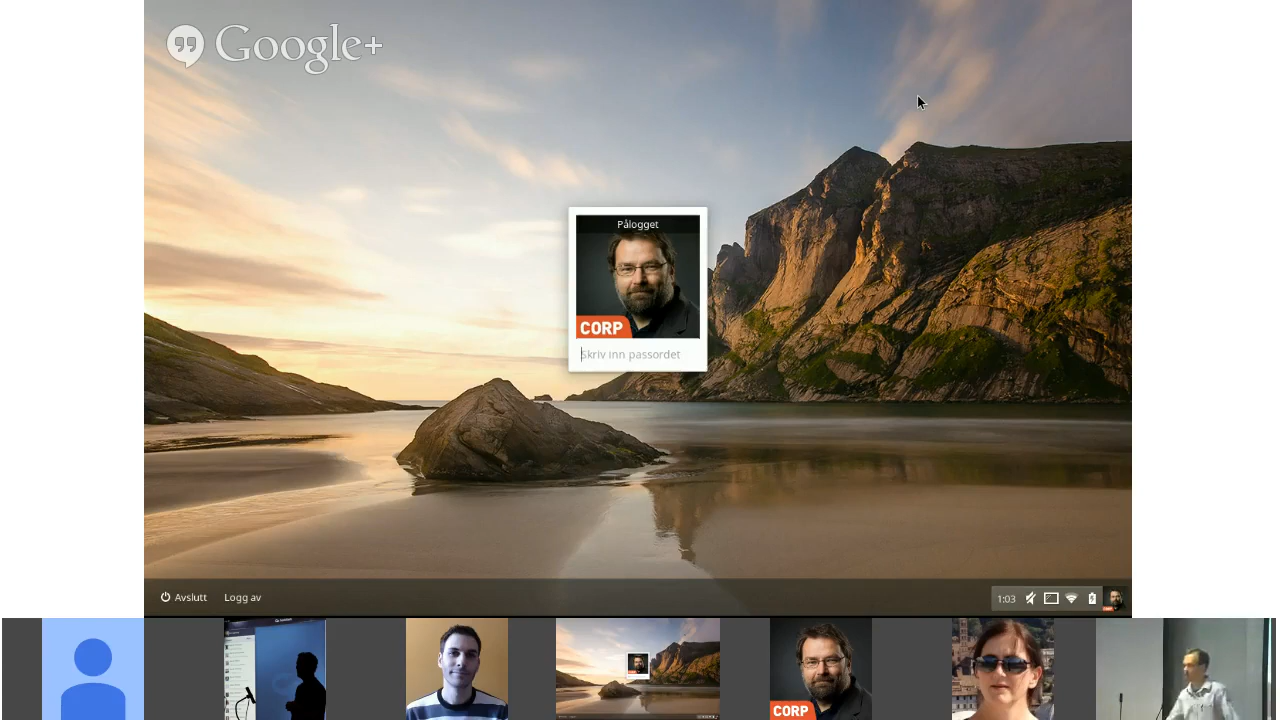 Google+
Pålogget
CORP
Skriv inn passordet
Avslutt
Logg av
1:03
CORP